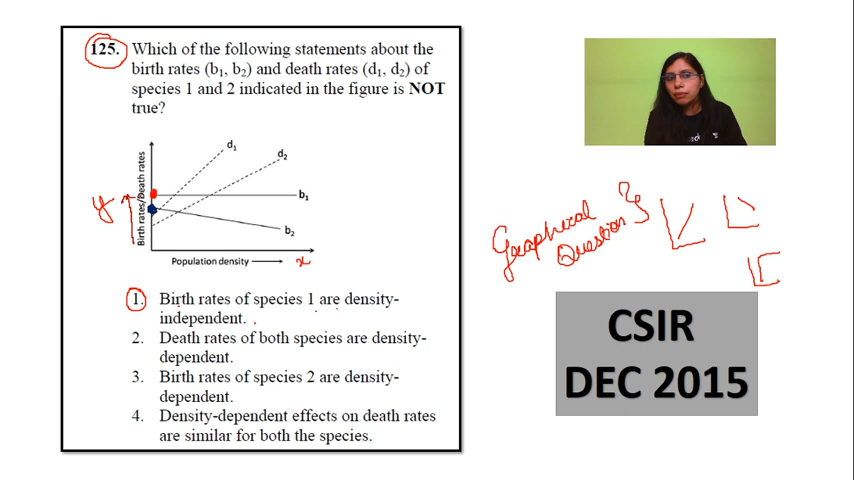 125. Which of the following statements about the
birth rates (b1, b2) and death rates (d1, d2) of
species 1 and 2 indicated in the figure is NOT
true?
d1
d2
b1
b2
Birth rates/Death rates
y
Population density
x
1. Birth rates of species 1 are density-
independent.
2. Death rates of both species are density-
dependent.
3. Birth rates of species 2 are density-
dependent.
4. Density-dependent effects on death rates
are similar for both the species.
Graphical
Question
CSIR
DEC 2015